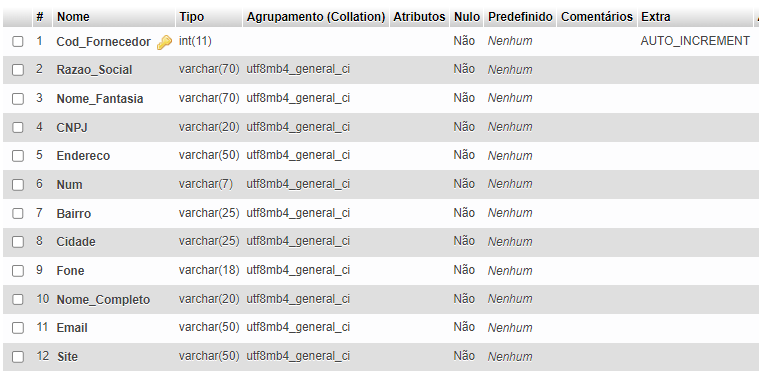 # Nome Tipo Agrupamento (Collation) Atributos Nulo Predefinido Comentários Extra
1 Cod_Fornecedor int(11) Não Nenhum AUTO_INCREMENT
2 Razao_Social varchar(70) utf8mb4_general_ci Não Nenhum
3 Nome_Fantasia varchar(70) utf8mb4_general_ci Não Nenhum
4 CNPJ varchar(20) utf8mb4_general_ci Não Nenhum
5 Endereco varchar(50) utf8mb4_general_ci Não Nenhum
6 Num varchar(7) utf8mb4_general_ci Não Nenhum
7 Bairro varchar(25) utf8mb4_general_ci Não Nenhum
8 Cidade varchar(25) utf8mb4_general_ci Não Nenhum
9 Fone varchar(18) utf8mb4_general_ci Não Nenhum
10 Nome_Completo varchar(20) utf8mb4_general_ci Não Nenhum
11 Email varchar(50) utf8mb4_general_ci Não Nenhum
12 Site varchar(50) utf8mb4_general_ci Não Nenhum